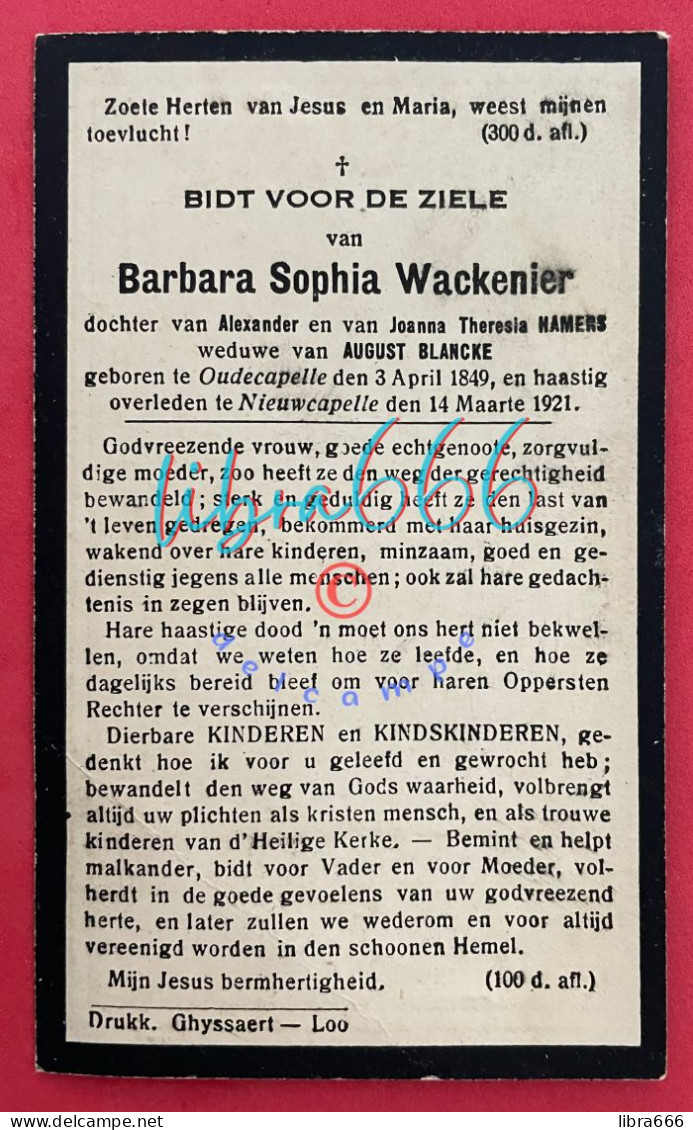 Zoete Herten van Jesus en Maria, weest mijnen
toevlucht! (300 d. afl.)
✝
BIDT VOOR DE ZIELE
van
Barbara Sophia Wackenier
dochter van Alexander en van Joanna Theresia HAMERS
weduwe van AUGUST BLANCKE
geboren te Oudecapelle den 3 April 1849, en haastig
overleden te Nieuwcapelle den 14 Maarte 1921.
Godvreezende vrouw, goede echtgenoote, zorgvul-
dige moeder, zoo heeft ze den weg der gerechtigheid
bewandeld; sterk en geduldig heeft ze den last van
't leven gedregen, bekommerd met haar huisgezin,
wakend over hare kinderen, minzaam, goed en ge-
dienstig jegens alle menschen; ook zal hare gedach-
tenis in zegen blijven.
Hare haastige dood 'n moet ons hert niet bekwel-
len, omdat we weten hoe ze leefde, en hoe ze
dagelijks bereid bleef om voor haren Oppersten
Rechter te verschijnen.
Dierbare KINDEREN en KINDSKINDEREN, ge-
denkt hoe ik voor u geleefd en gewrocht heb;
bewandelt den weg van Gods waarheid, volbrengt
altijd uw plichten als kristen mensch, en als trouwe
kinderen van d'Heilige Kerke. — Bemint en helpt
malkander, bidt voor Vader en voor Moeder, vol-
herdt in de goede gevoelens van uw godvreezend
herte, en later zullen we wederom en voor altijd
vereenigd worden in den schoonen Hemel.
Mijn Jesus bermhertigheid. (100 d. afl.)
Drukk. Ghyssaert — Loo
libra666
©
delcampe
delcampe.net
libra666